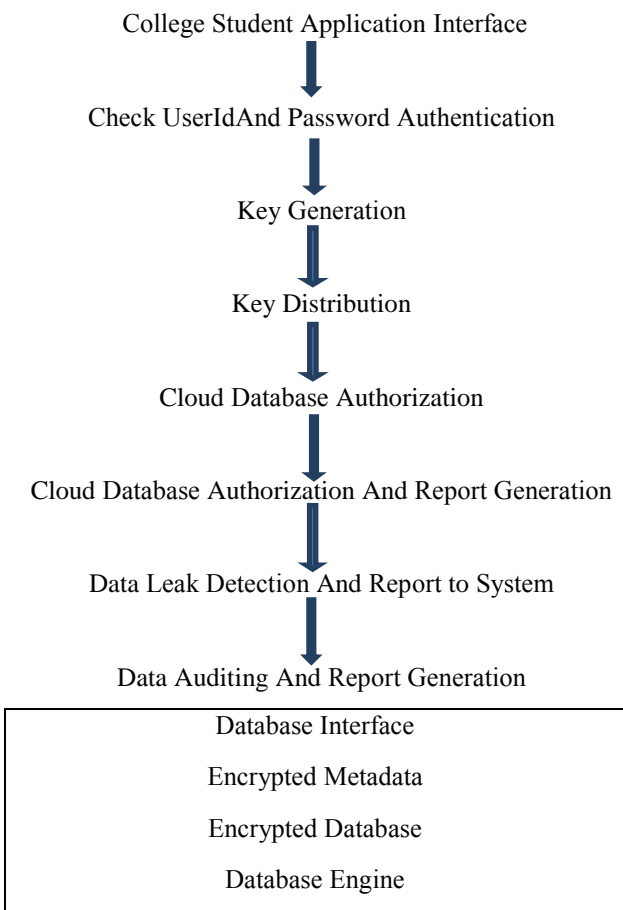 College Student Application Interface
Check UserIdAnd Password Authentication
Key Generation
Key Distribution
Cloud Database Authorization
Cloud Database Authorization And Report Generation
Data Leak Detection And Report to System
Data Auditing And Report Generation
Database Interface
Encrypted Metadata
Encrypted Database
Database Engine